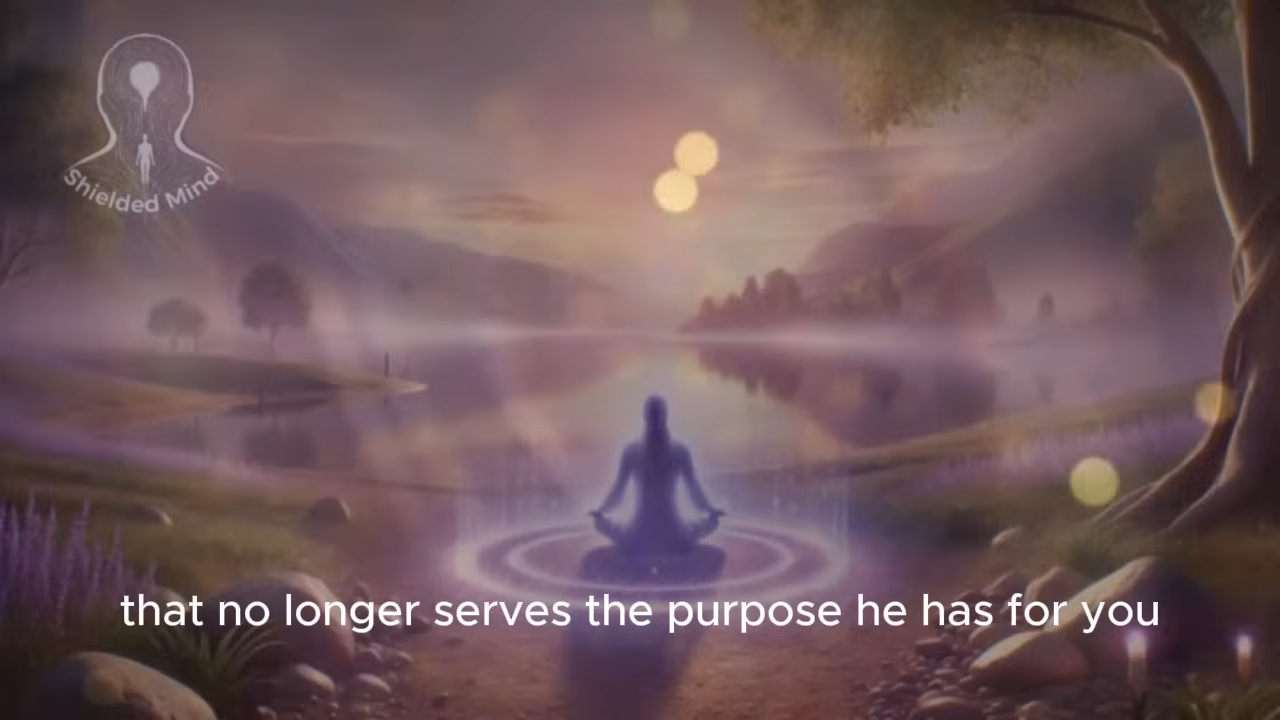 Shielded Mind
that no longer serves the purpose he has for you